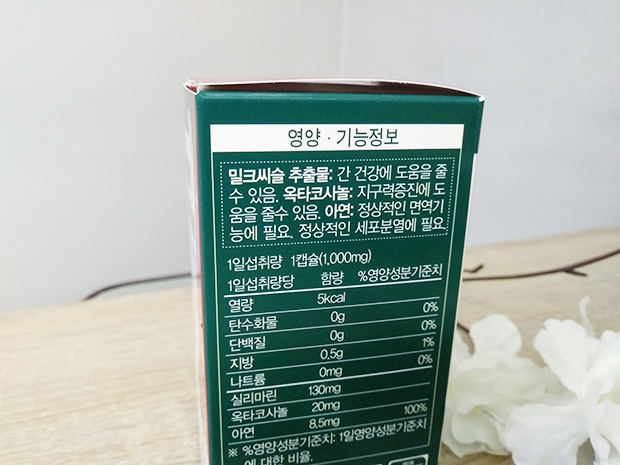 영양 · 기능정보
밀크씨슬 추출물: 간 건강에 도움을 줄
수 있음. 옥타코사놀: 지구력증진에 도
움을 줄수 있음. 아연: 정상적인 면역기
능에 필요. 정상적인 세포분열에 필요.
1일섭취량 1캡슐(1,000mg)
1일섭취량당 함량 %영양성분기준치
열량 5kcal
탄수화물 0g 0%
단백질 0g 0%
지방 0.5g 1%
나트륨 0mg 0%
실리마린 130mg
옥타코사놀 20mg
아연 8.5mg 100%
※ %영양성분기준치: 1일영양성분기준치
에 대한 비율.